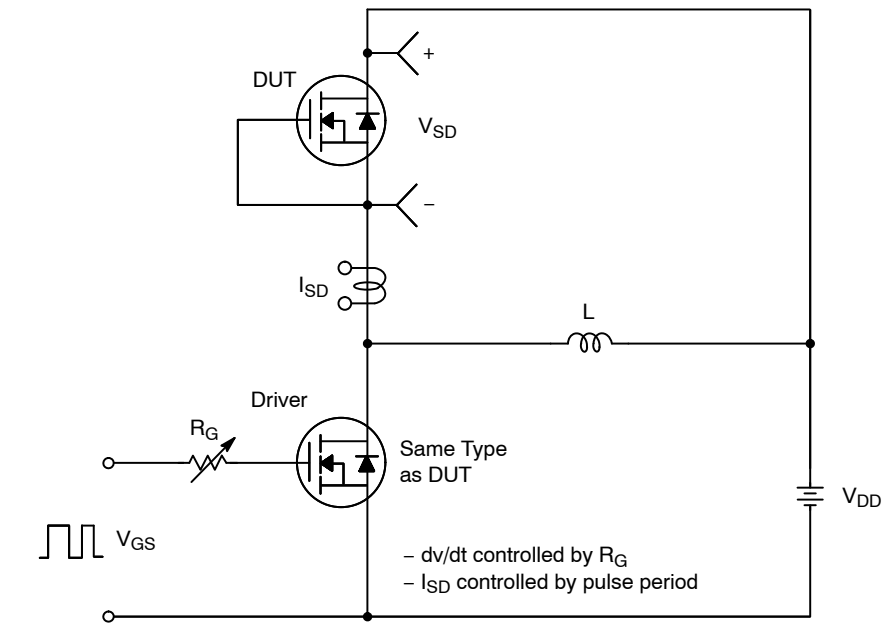 +
DUT
V_SD
–
I_SD
L
Driver
R_G
Same Type
as DUT
V_DD
V_GS
– dv/dt controlled by R_G
– I_SD controlled by pulse period